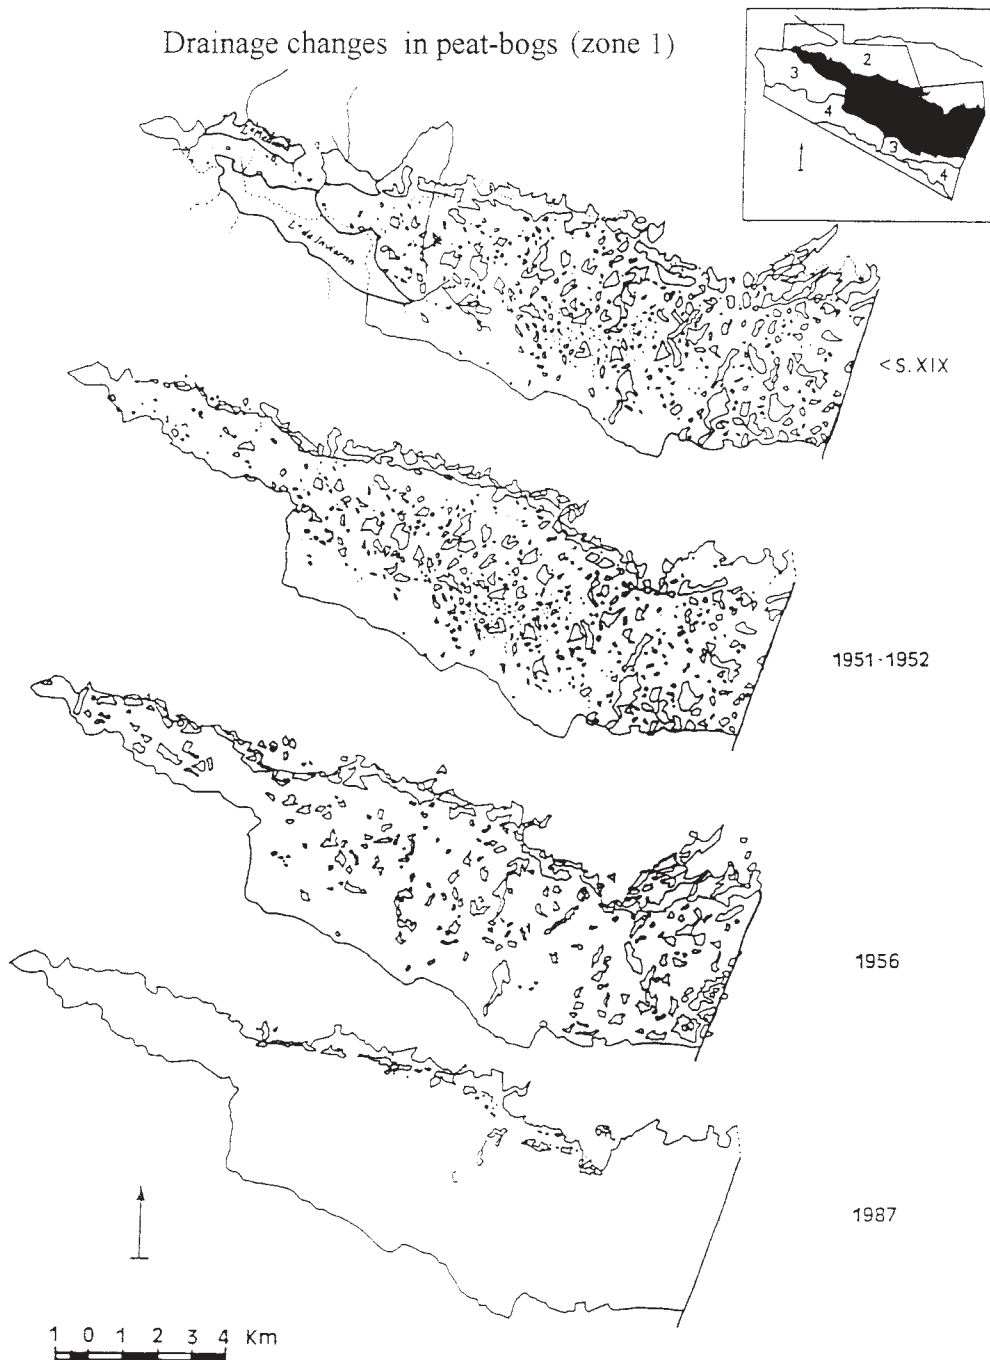 Drainage changes in peat-bogs (zone 1)
2
3
4
3
4
<S. XIX
1951-1952
1956
1987
1 0 1 2 3 4 Km